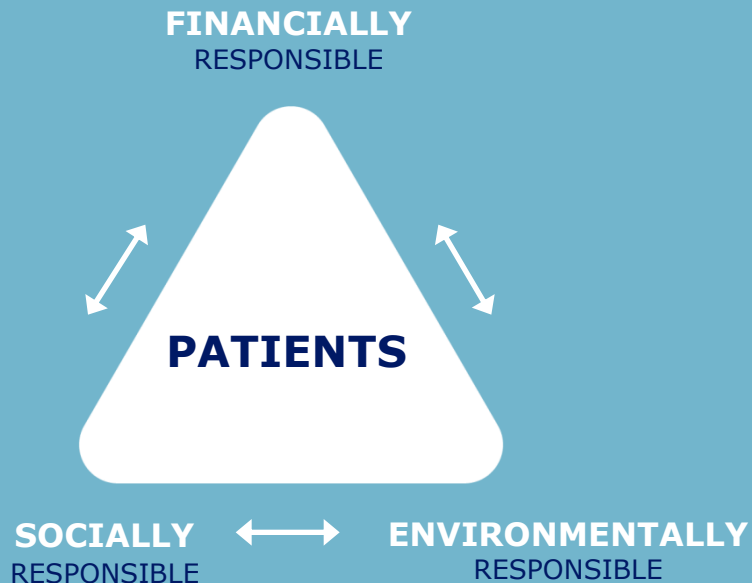 FINANCIALLY
RESPONSIBLE
PATIENTS
SOCIALLY
RESPONSIBLE
ENVIRONMENTALLY
RESPONSIBLE